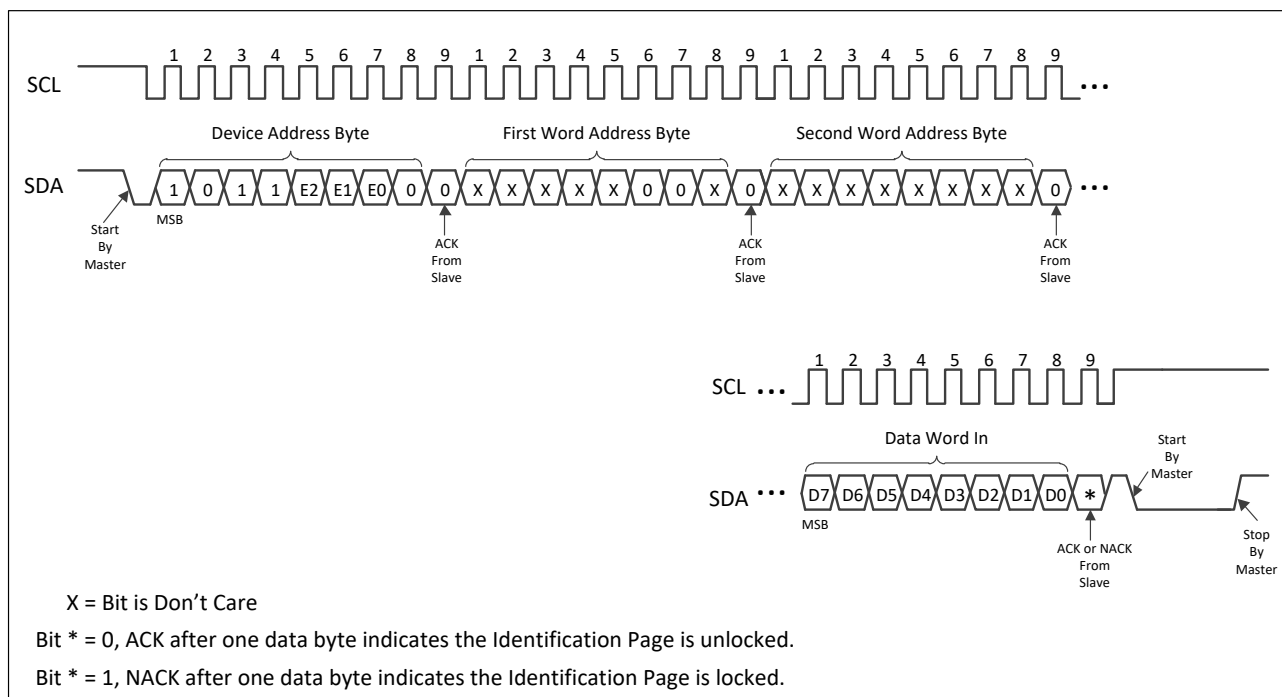 1 2 3 4 5 6 7 8 9 1 2 3 4 5 6 7 8 9 1 2 3 4 5 6 7 8 9
SCL
Device Address Byte First Word Address Byte Second Word Address Byte
SDA 1 0 1 1 E2 E1 E0 0 0 X X X X X 0 0 X 0 X X X X X X X X 0
MSB
Start
By
Master
ACK
From
Slave
ACK
From
Slave
ACK
From
Slave
1 2 3 4 5 6 7 8 9
SCL
Data Word In
SDA D7 D6 D5 D4 D3 D2 D1 D0 *
MSB
Start
By
Master
ACK or NACK
From
Slave
Stop
By
Master
X = Bit is Don’t Care
Bit * = 0, ACK after one data byte indicates the Identification Page is unlocked.
Bit * = 1, NACK after one data byte indicates the Identification Page is locked.